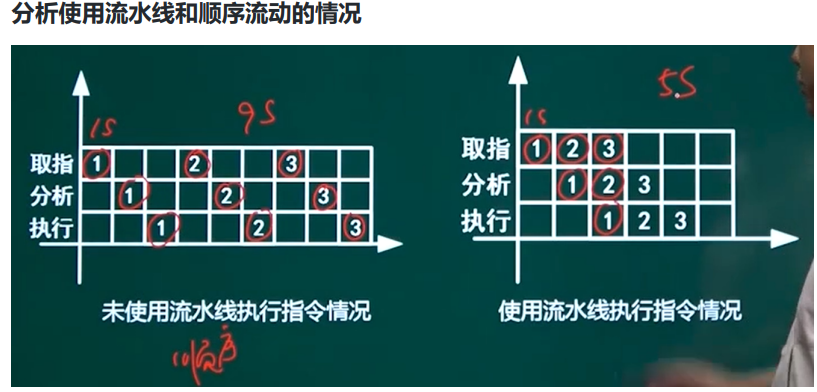 分析使用流水线和顺序流动的情况
1S 9S
取指 1 2 3
分析 1 2 3
执行 1 2 3
未使用流水线执行指令情况
顺序
1S 5.S
取指 1 2 3
分析 1 2 3
执行 1 2 3
使用流水线执行指令情况